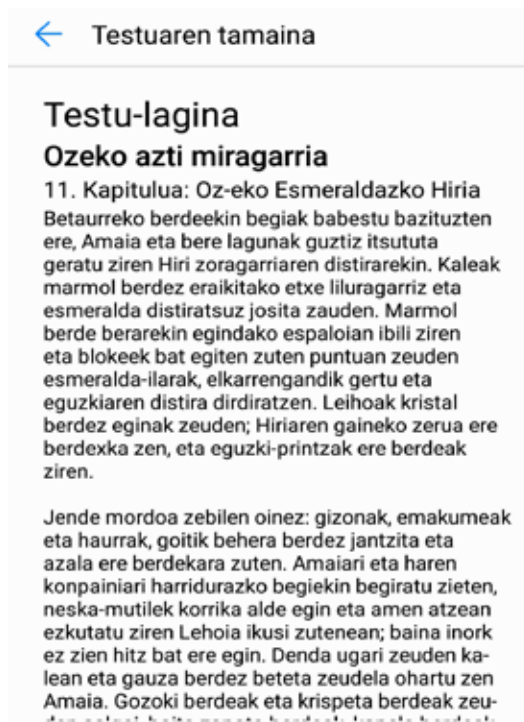 Testuaren tamaina
Testu-lagina
Ozeko azti miragarria
11. Kapitulua: Oz-eko Esmeraldazko Hiria
Betaurreko berdeekin begiak babestu bazituzten
ere, Amaia eta bere lagunak guztiz itsututa
geratu ziren Hiri zoragarriaren distirarekin. Kaleak
marmol berdez eraikitako etxe liluragarriz eta
esmeralda distiratsuz josita zauden. Marmol
berde berarekin egindako espaloian ibili ziren
eta blokeek bat egiten zuten puntuan zeuden
esmeralda-ilarak, elkarrengandik gertu eta
eguzkiaren distira dirdiratzen. Leihoak kristal
berdez eginak zeuden; Hiriaren gaineko zerua ere
berdexka zen, eta eguzki-printzak ere berdeak
ziren.
Jende mordoa zebilen oinez: gizonak, emakumeak
eta haurrak, goitik behera berdez jantzita eta
azala ere berdekara zuten. Amaiari eta haren
konpainiari harridurazko begiekin begiratu zieten,
neska-mutilek korrika alde egin eta amen atzean
ezkutatu ziren Lehoia ikusi zutenean; baina inork
ez zien hitz bat ere egin. Denda ugari zeuden ka-
lean eta gauza berdez beteta zeudela ohartu zen
Amaia. Gozoki berdeak eta krispeta berdeak zeu-